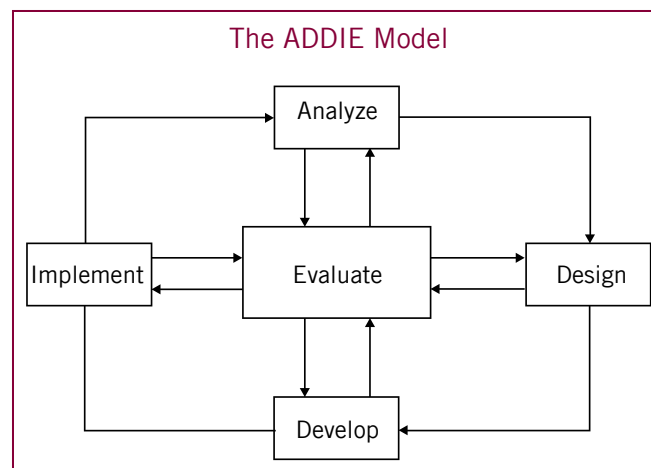 The ADDIE Model
Analyze
Implement
Evaluate
Design
Develop